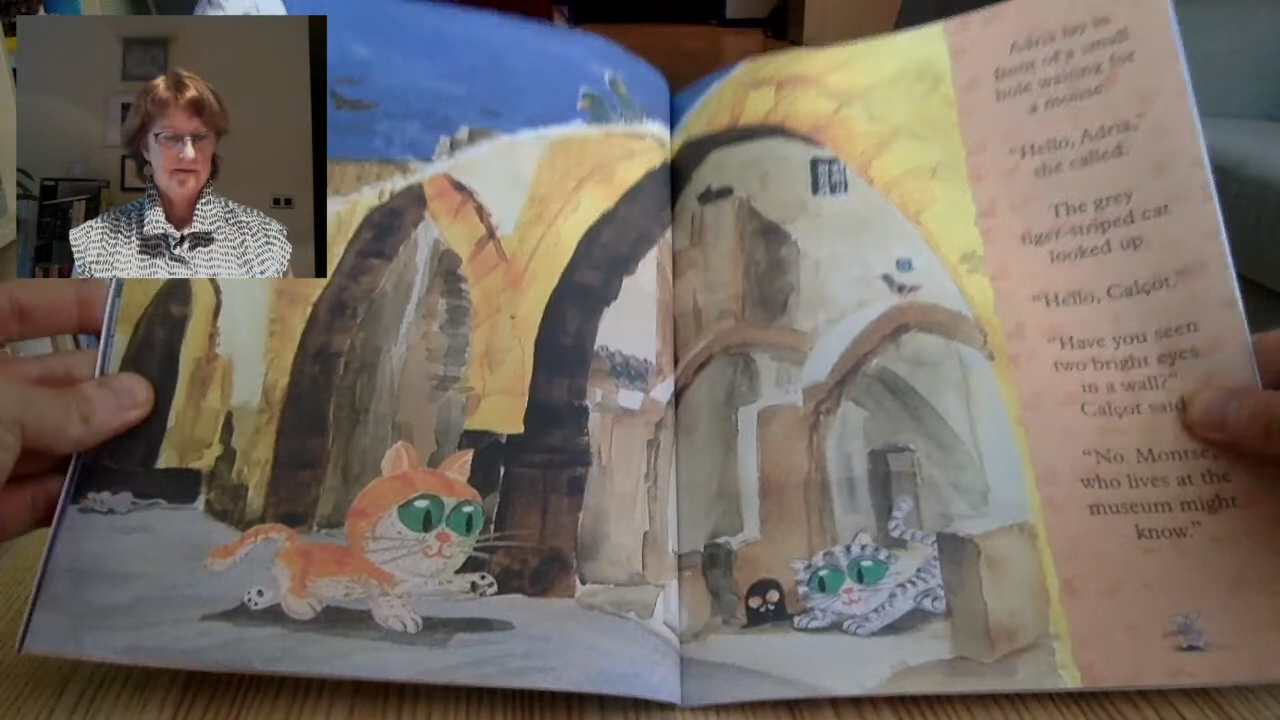 Adria lay in
front of a small
hole waiting for
a mouse
"Hello, Adria,"
she called.
The grey
tiger-striped cat
looked up.
"Hello, Calçot."
"Have you seen
two bright eyes
in a wall?"
Calçot said
"No. Montse,
who lives at the
museum might
know."